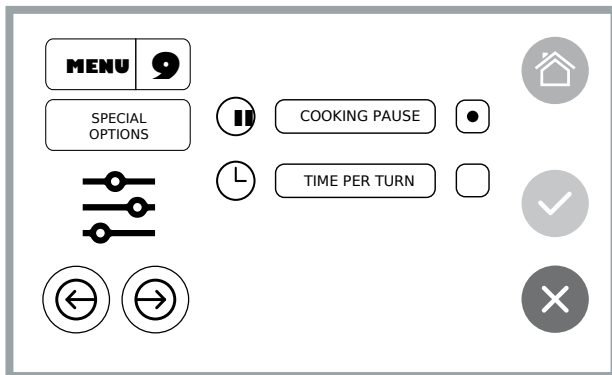 MENU 9
SPECIAL
OPTIONS
COOKING PAUSE
TIME PER TURN